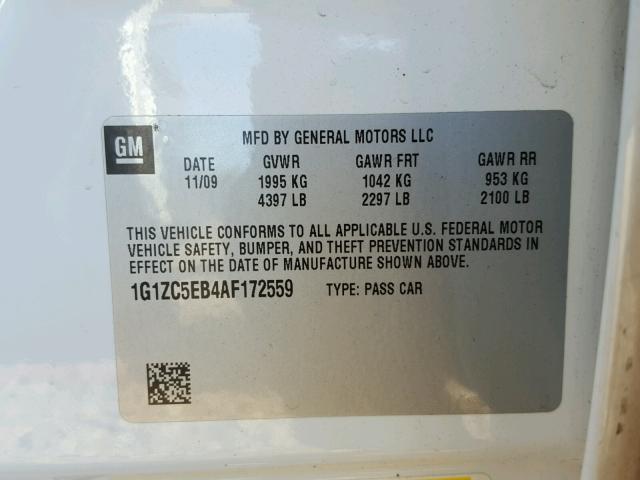 GM
MFD BY GENERAL MOTORS LLC
DATE GVWR GAWR FRT GAWR RR
11/09 1995 KG 1042 KG 953 KG
4397 LB 2297 LB 2100 LB
THIS VEHICLE CONFORMS TO ALL APPLICABLE U.S. FEDERAL MOTOR
VEHICLE SAFETY, BUMPER, AND THEFT PREVENTION STANDARDS IN
EFFECT ON THE DATE OF MANUFACTURE SHOWN ABOVE.
1G1ZC5EB4AF172559 TYPE: PASS CAR